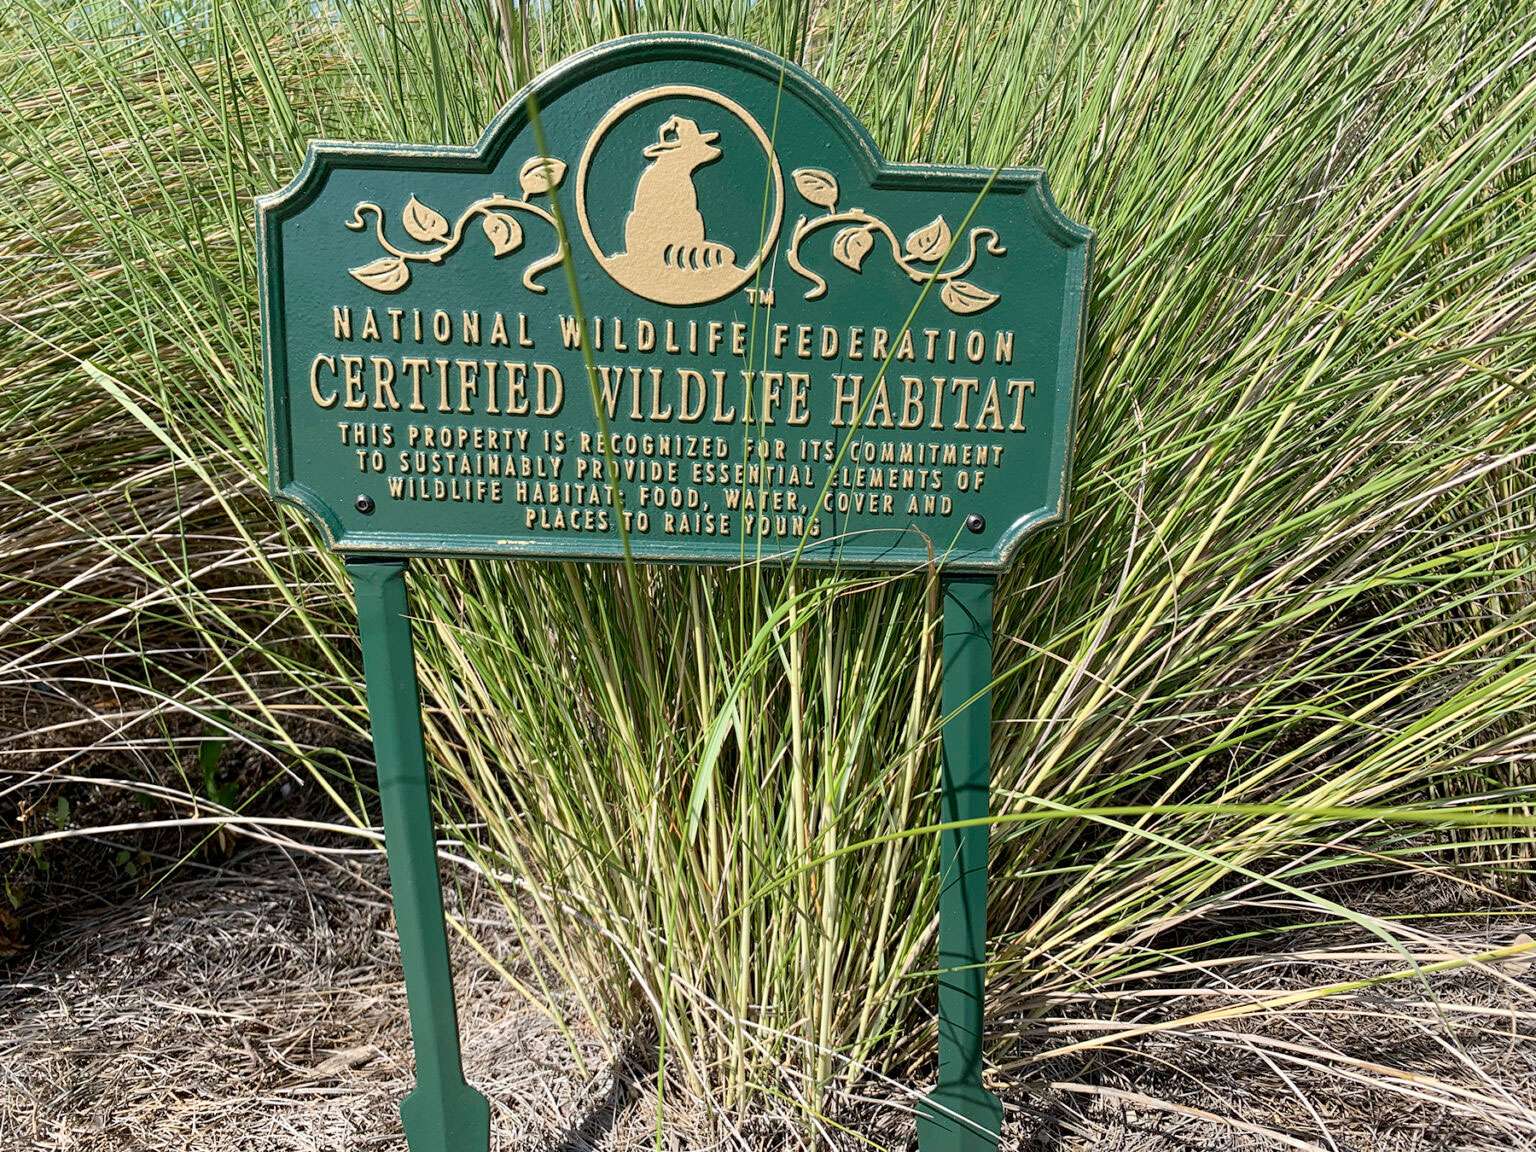 TM
NATIONAL WILDLIFE FEDERATION
CERTIFIED WILDLIFE HABITAT
THIS PROPERTY IS RECOGNIZED FOR ITS COMMITMENT
TO SUSTAINABLY PROVIDE ESSENTIAL ELEMENTS OF
WILDLIFE HABITAT: FOOD, WATER, COVER AND
PLACES TO RAISE YOUNG